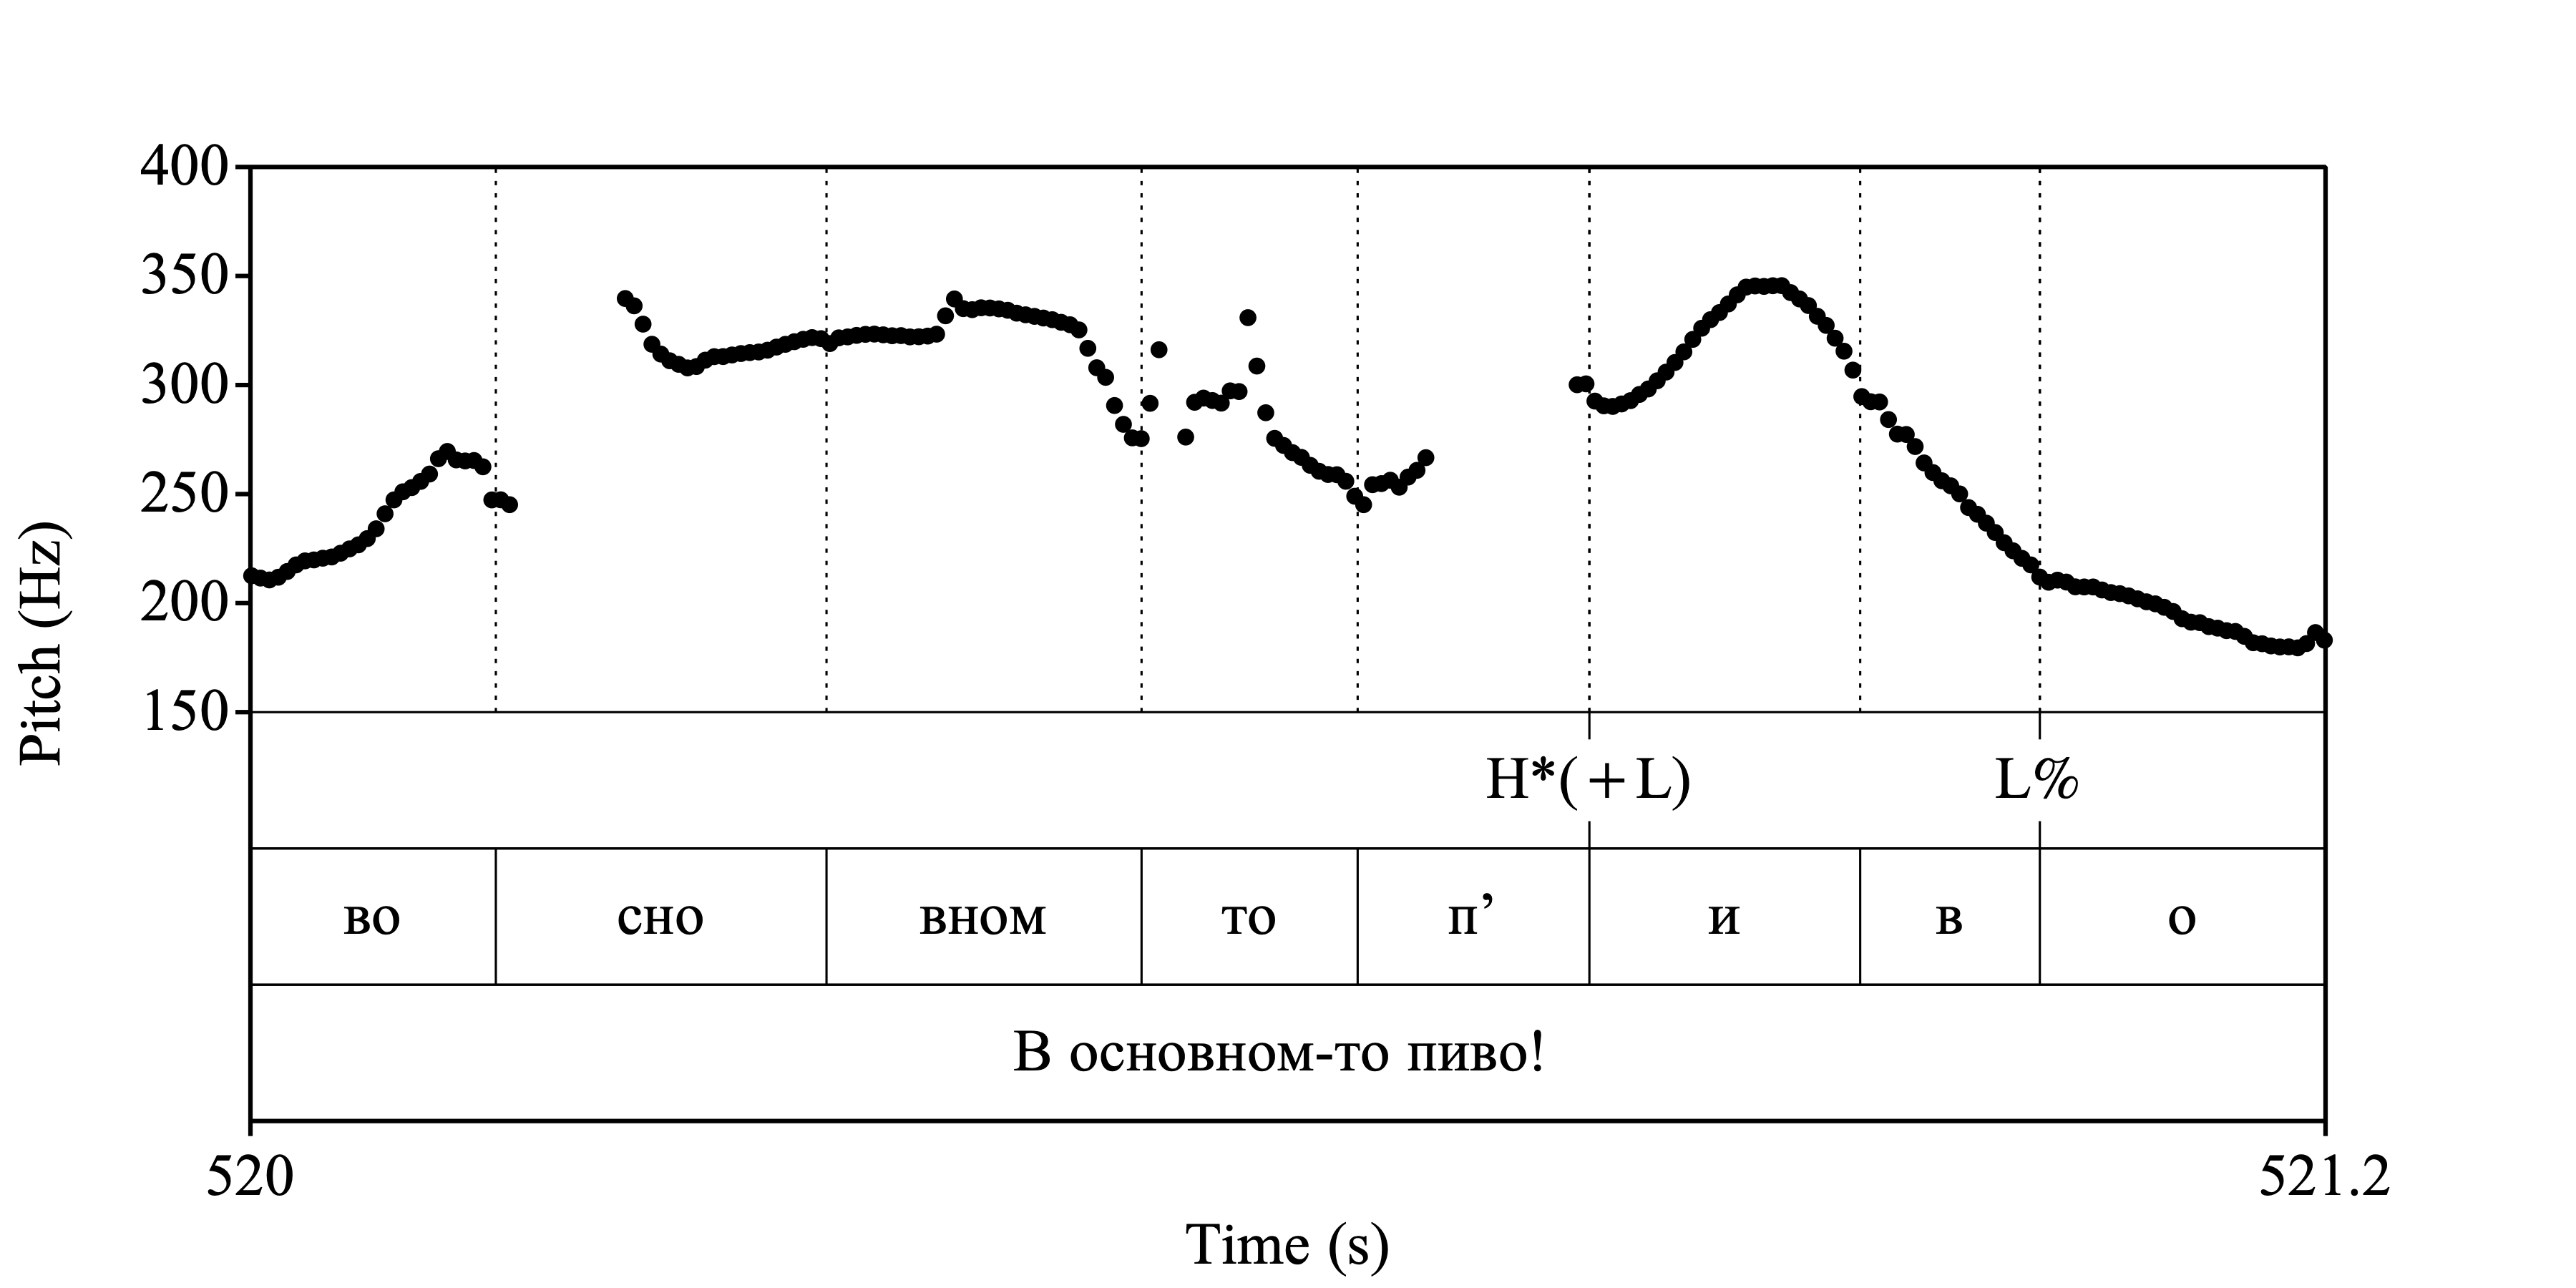 400
350
300
250
200
150
Pitch (Hz)
H*(+L) L%
во сно вном то п’ и в о
В основном-то пиво!
520 521.2
Time (s)